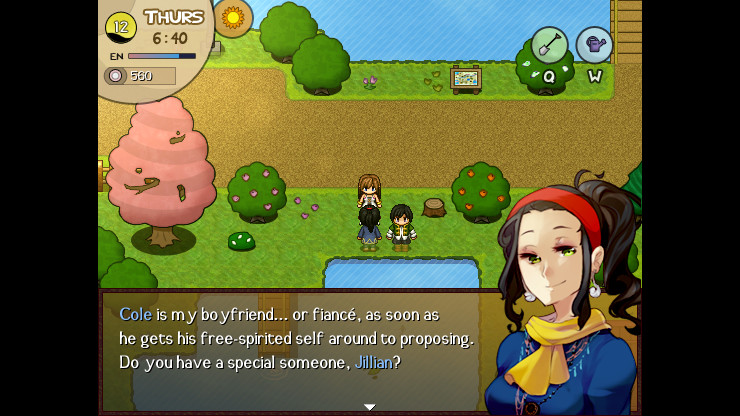 12
THURS
6:40
EN
560
Q
W
Cole is my boyfriend... or fiancé, as soon as
he gets his free-spirited self around to proposing.
Do you have a special someone, Jillian?